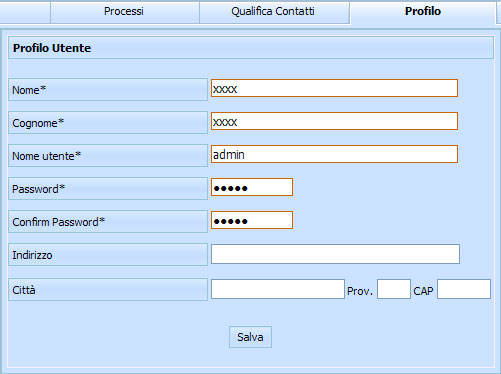 Processi Qualifica Contatti Profilo
Profilo Utente
Nome* xxxx
Cognome* xxxx
Nome utente* admin
Password* •••••
Confirm Password* •••••
Indirizzo
Città Prov. CAP
Salva